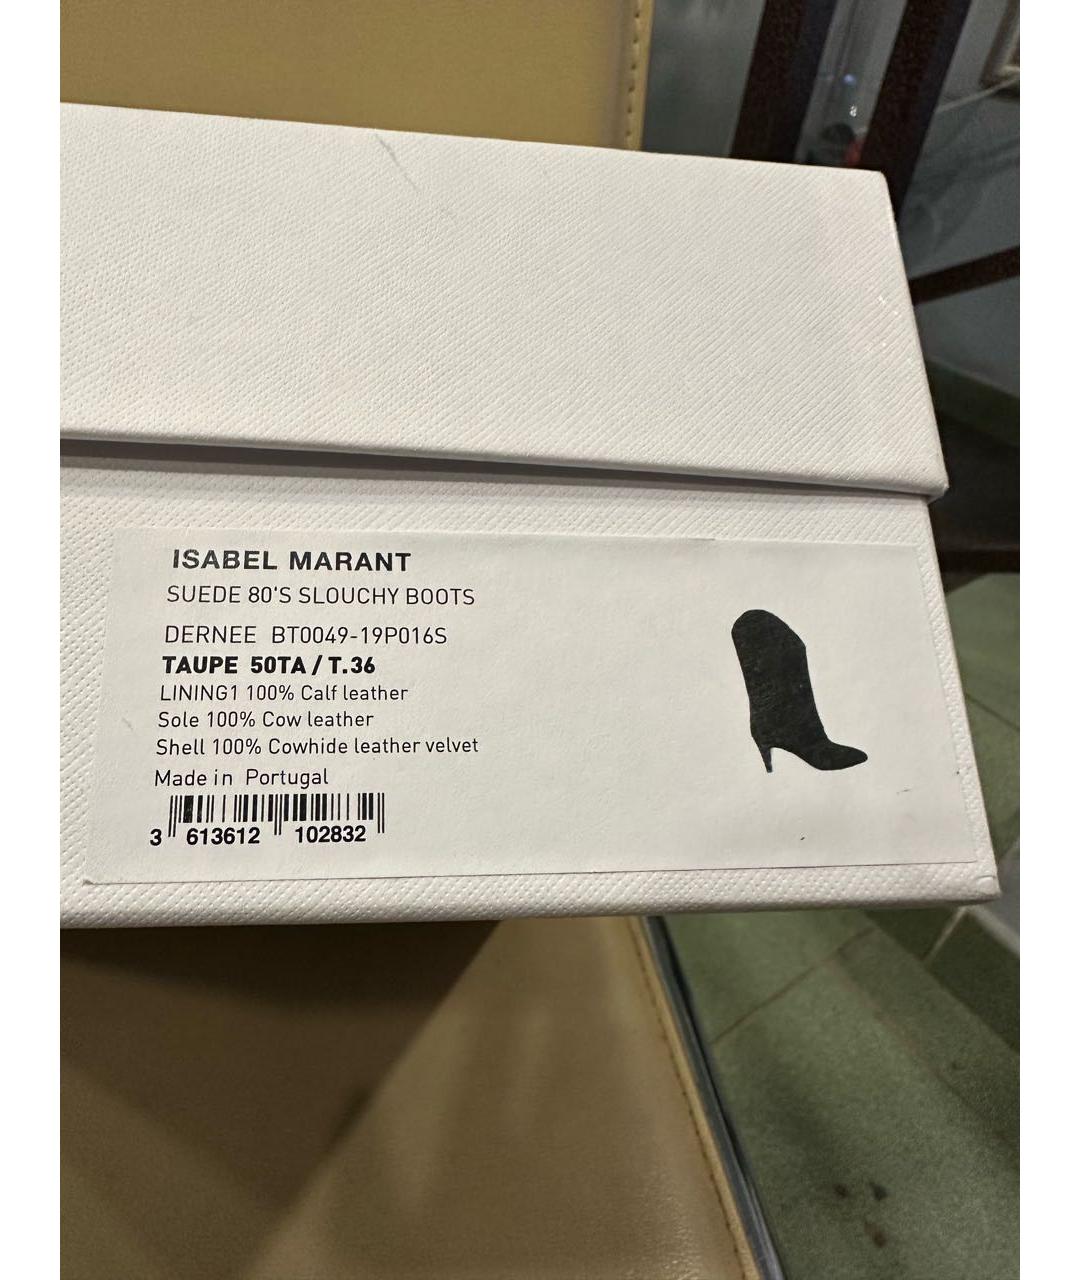 ISABEL MARANT
SUEDE 80'S SLOUCHY BOOTS
DERNEE BT0049-19P016S
TAUPE 50TA / T.36
LINING1 100% Calf leather
Sole 100% Cow leather
Shell 100% Cowhide leather velvet
Made in Portugal
3 613612 102832